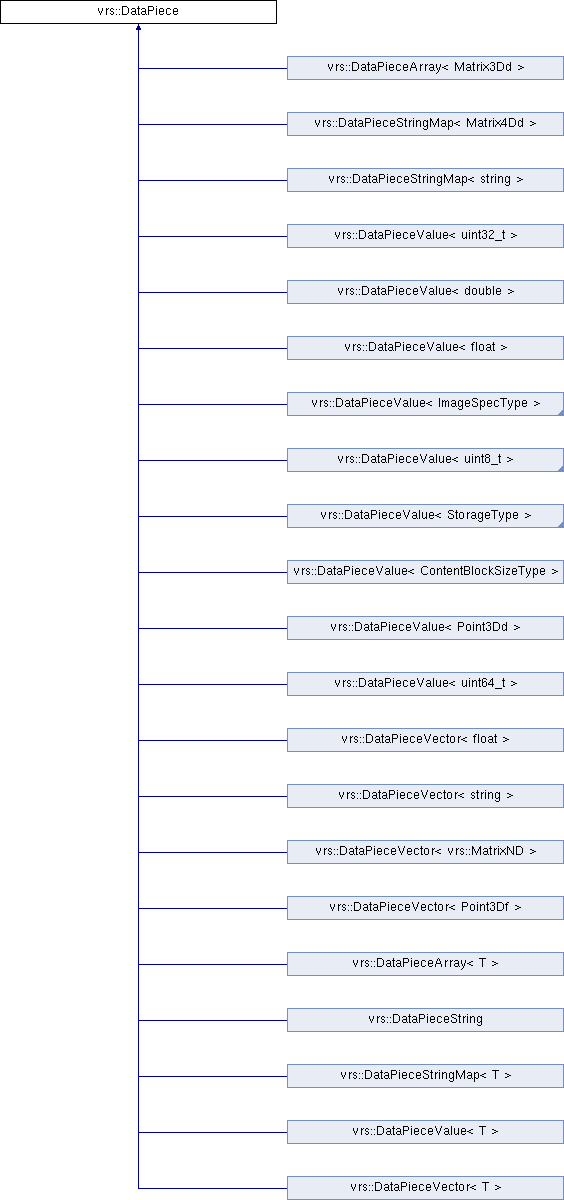 vrs::DataPiece
vrs::DataPieceArray< Matrix3Dd >
vrs::DataPieceStringMap< Matrix4Dd >
vrs::DataPieceStringMap< string >
vrs::DataPieceValue< uint32_t >
vrs::DataPieceValue< double >
vrs::DataPieceValue< float >
vrs::DataPieceValue< ImageSpecType >
vrs::DataPieceValue< uint8_t >
vrs::DataPieceValue< StorageType >
vrs::DataPieceValue< ContentBlockSizeType >
vrs::DataPieceValue< Point3Dd >
vrs::DataPieceValue< uint64_t >
vrs::DataPieceVector< float >
vrs::DataPieceVector< string >
vrs::DataPieceVector< vrs::MatrixND >
vrs::DataPieceVector< Point3Df >
vrs::DataPieceArray< T >
vrs::DataPieceString
vrs::DataPieceStringMap< T >
vrs::DataPieceValue< T >
vrs::DataPieceVector< T >